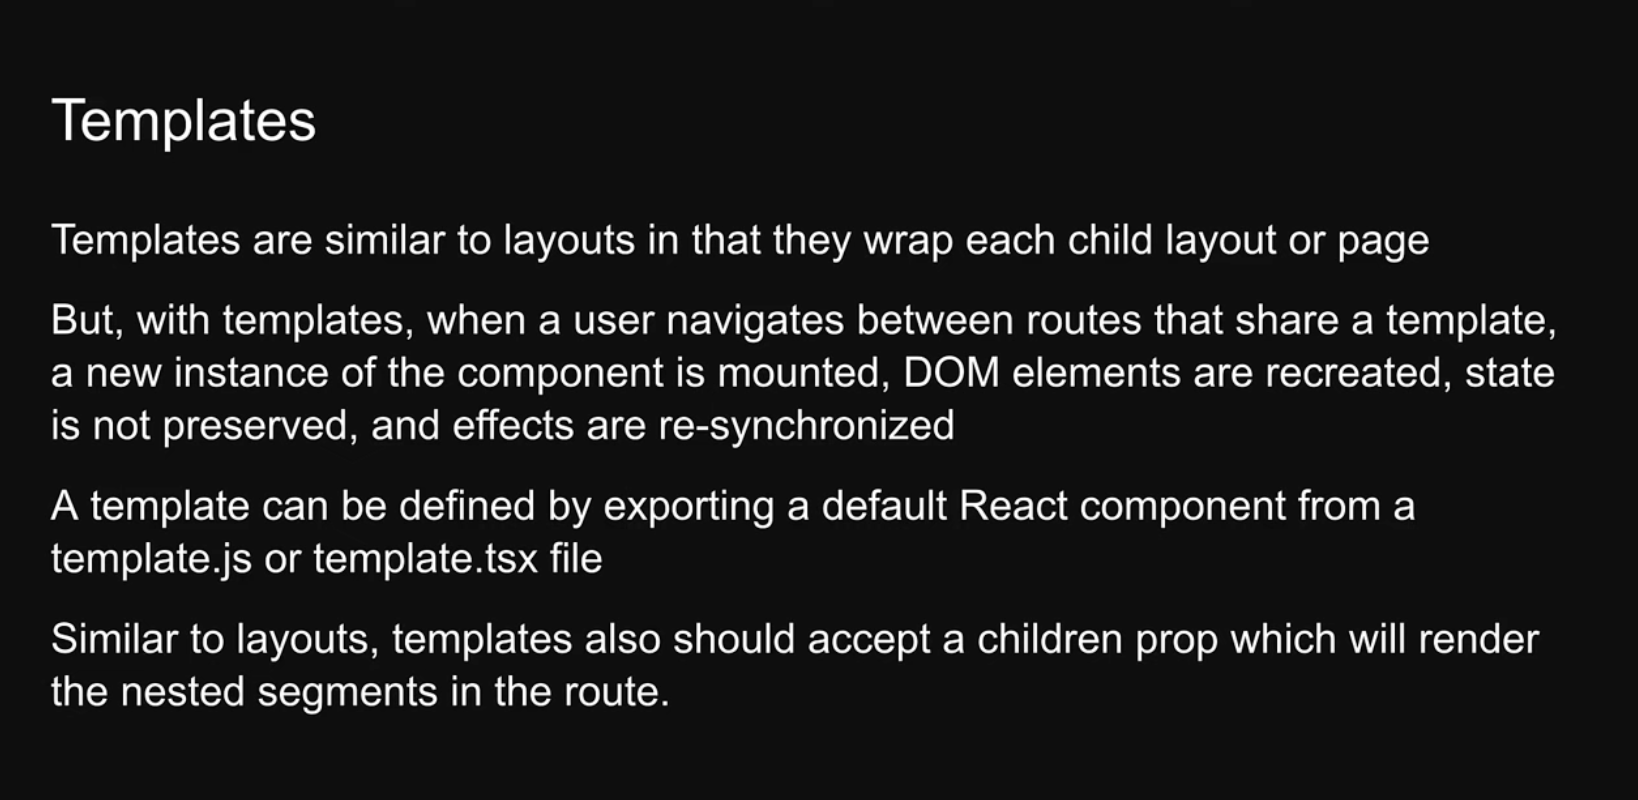 Templates
Templates are similar to layouts in that they wrap each child layout or page
But, with templates, when a user navigates between routes that share a template,
a new instance of the component is mounted, DOM elements are recreated, state
is not preserved, and effects are re-synchronized
A template can be defined by exporting a default React component from a
template.js or template.tsx file
Similar to layouts, templates also should accept a children prop which will render
the nested segments in the route.